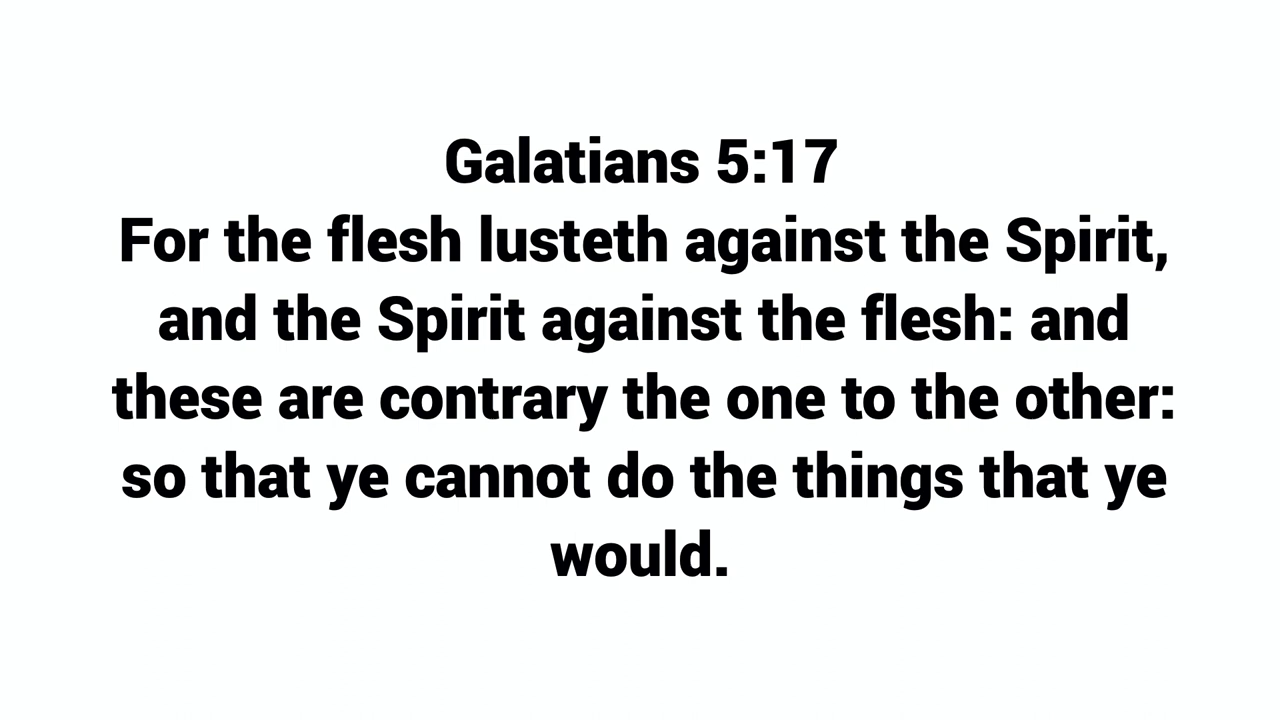 Galatians 5:17
For the flesh lusteth against the Spirit,
and the Spirit against the flesh: and
these are contrary the one to the other:
so that ye cannot do the things that ye
would.